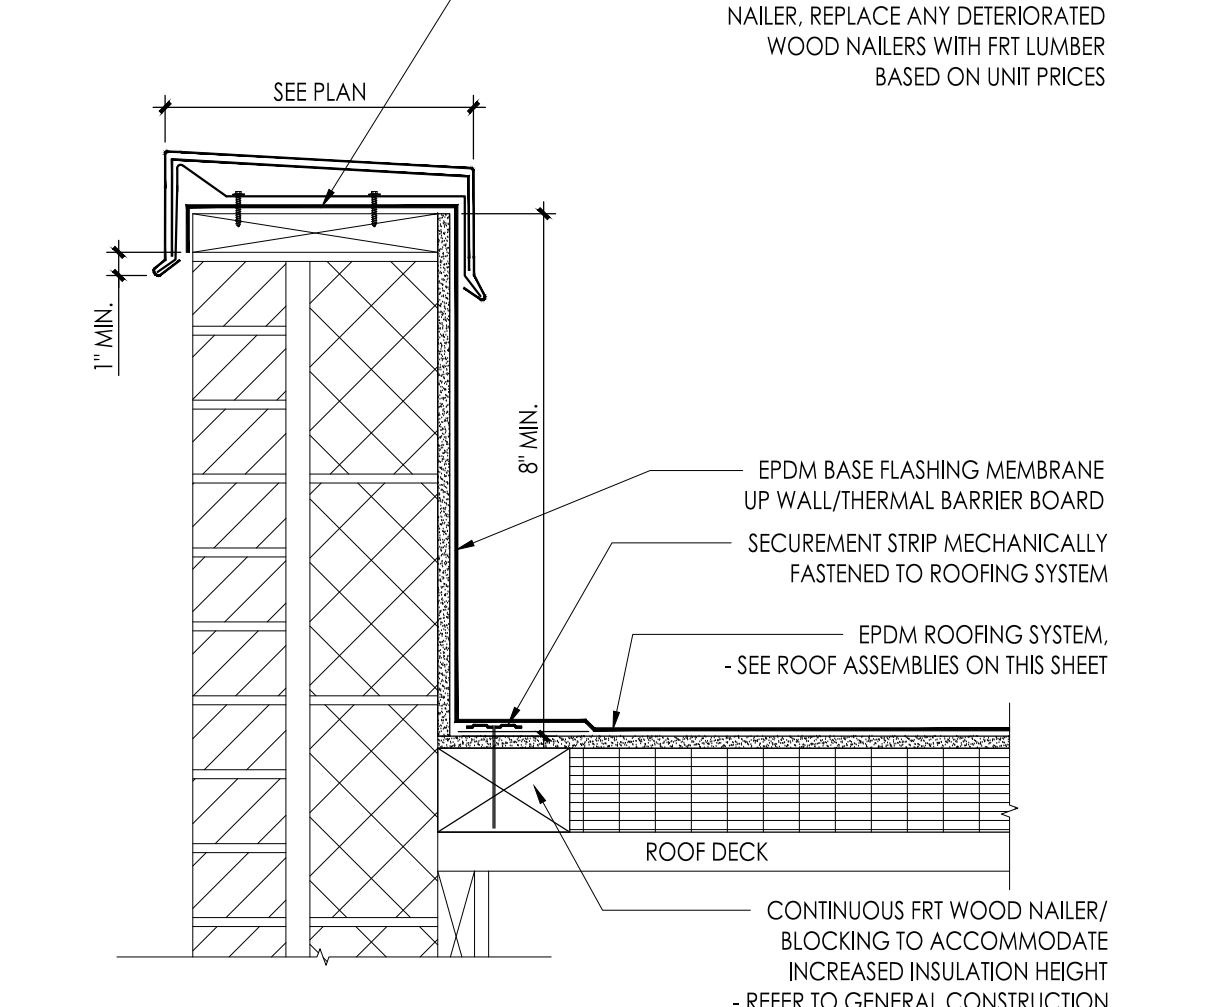 NAILER, REPLACE ANY DETERIORATED
WOOD NAILERS WITH FRT LUMBER
BASED ON UNIT PRICES
SEE PLAN
1" MIN.
8" MIN.
EPDM BASE FLASHING MEMBRANE
UP WALL/THERMAL BARRIER BOARD
SECUREMENT STRIP MECHANICALLY
FASTENED TO ROOFING SYSTEM
EPDM ROOFING SYSTEM,
- SEE ROOF ASSEMBLIES ON THIS SHEET
ROOF DECK
CONTINUOUS FRT WOOD NAILER/
BLOCKING TO ACCOMMODATE
INCREASED INSULATION HEIGHT
- REFER TO GENERAL CONSTRUCTION